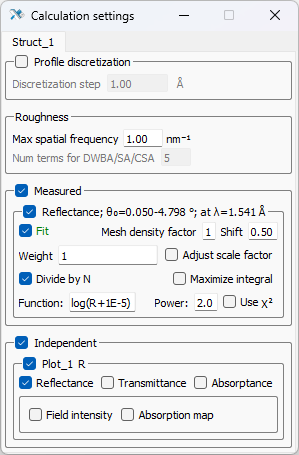 Calculation settings
Struct_1
Profile discretization
Discretization step 1.00 Å
Roughness
Max spatial frequency 1.00 nm⁻¹
Num terms for DWBA/SA/CSA 5
Measured
Reflectance; θ₀=0.050-4.798 °; at λ=1.541 Å
Fit Mesh density factor 1 Shift 0.50
Weight 1 Adjust scale factor
Divide by N Maximize integral
Function: log(R+1E-5) Power: 2.0 Use χ²
Independent
Plot_1 R
Reflectance Transmittance Absorptance
Field intensity Absorption map